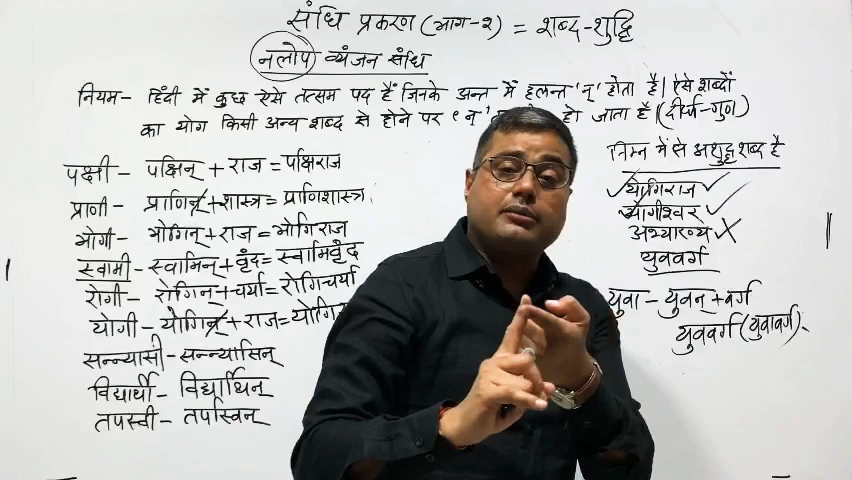 संधि प्रकरण (भाग-२) = शब्द-शुद्धि
नलोप व्यंजन संधि
नियम- हिंदी में कुछ ऐसे तत्सम पद हैं जिनके अन्त में हलन्त 'न्' होता है। ऐसे शब्दों
का योग किसी अन्य शब्द से होने पर 'न्' हो जाता है। (दीर्घ-गुण)
पक्षी - पक्षिन् + राज = पक्षिराज
प्राणी - प्राणिन् + शास्त्र = प्राणिशास्त्र
भोगी - भोगिन् + राज = भोगिराज
स्वामी - स्वामिन् + वृंद = स्वामिवृंद
रोगी - रोगिन् + चर्या = रोगिचर्या
योगी - योगिन् + राज = योगि
सन्न्यासी - सन्न्यासिन्
विद्यार्थी - विद्यार्थिन्
तपस्वी - तपस्विन्
निम्न में से अशुद्ध शब्द है
योगिराज
योगीश्वर
अभ्यारण्य
युववर्ग
युवा - युवन् + वर्ग
युववर्ग (युवावर्ग)